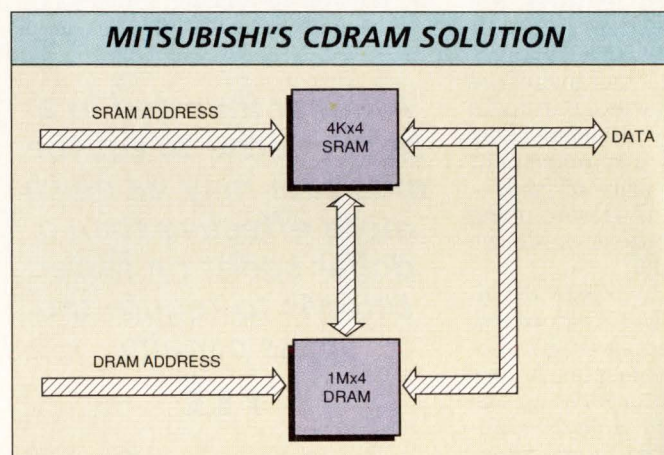 MITSUBISHI'S CDRAM SOLUTION
SRAM ADDRESS
4Kx4
SRAM
DATA
DRAM ADDRESS
1Mx4
DRAM